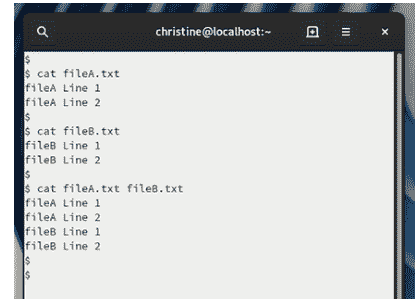 christine@localhost:~
$
$ cat fileA.txt
fileA Line 1
fileA Line 2
$
$ cat fileB.txt
fileB Line 1
fileB Line 2
$
$ cat fileA.txt fileB.txt
fileA Line 1
fileA Line 2
fileB Line 1
fileB Line 2
$
$